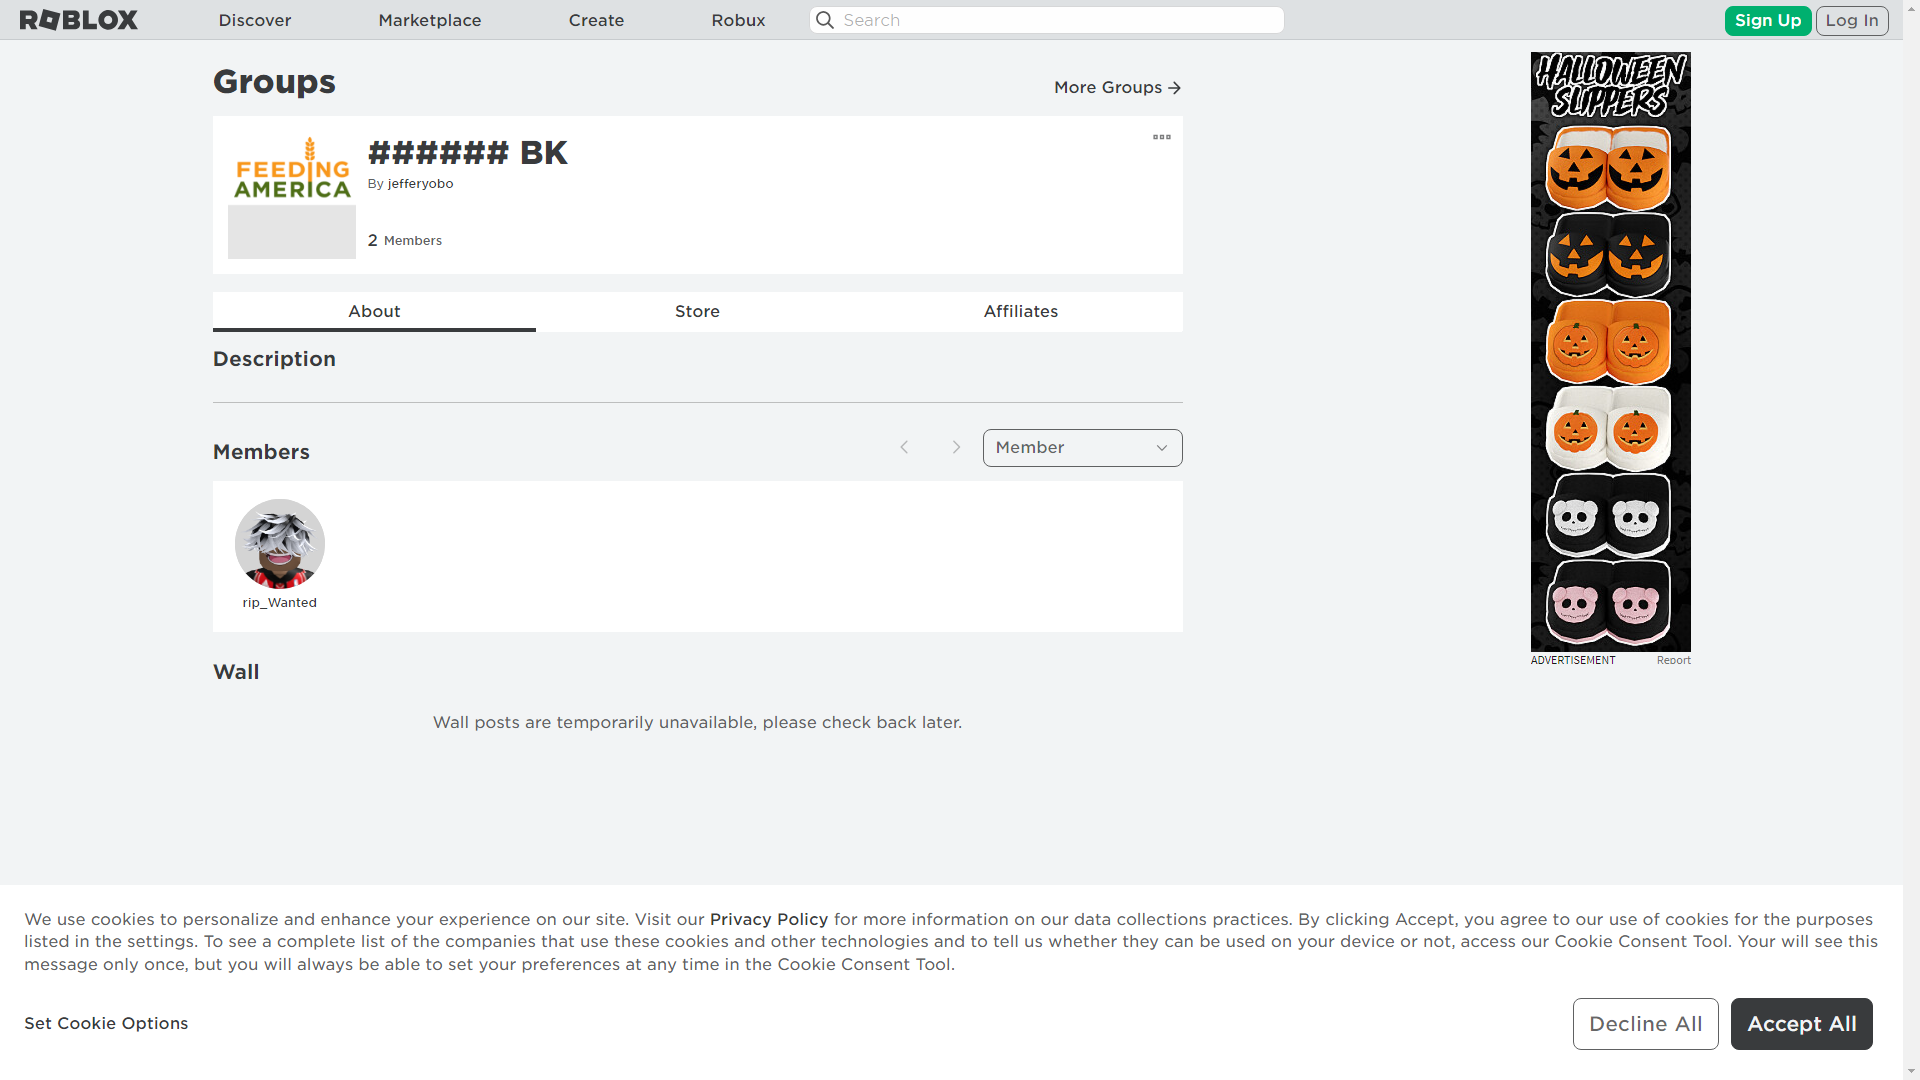 ROBLOX
Discover
Marketplace
Create
Robux
Search
Sign Up
Log In
Groups
More Groups
FEEDING
AMERICA
###### BK
By jefferyobo
2 Members
About
Store
Affiliates
Description
Members
Member
rip_Wanted
Wall
Wall posts are temporarily unavailable, please check back later.
HALLOWEEN
SLIPPERS
ADVERTISEMENT
Report
We use cookies to personalize and enhance your experience on our site. Visit our Privacy Policy for more information on our data collections practices. By clicking Accept, you agree to our use of cookies for the purposes
listed in the settings. To see a complete list of the companies that use these cookies and other technologies and to tell us whether they can be used on your device or not, access our Cookie Consent Tool. Your will see this
message only once, but you will always be able to set your preferences at any time in the Cookie Consent Tool.
Set Cookie Options
Decline All
Accept All